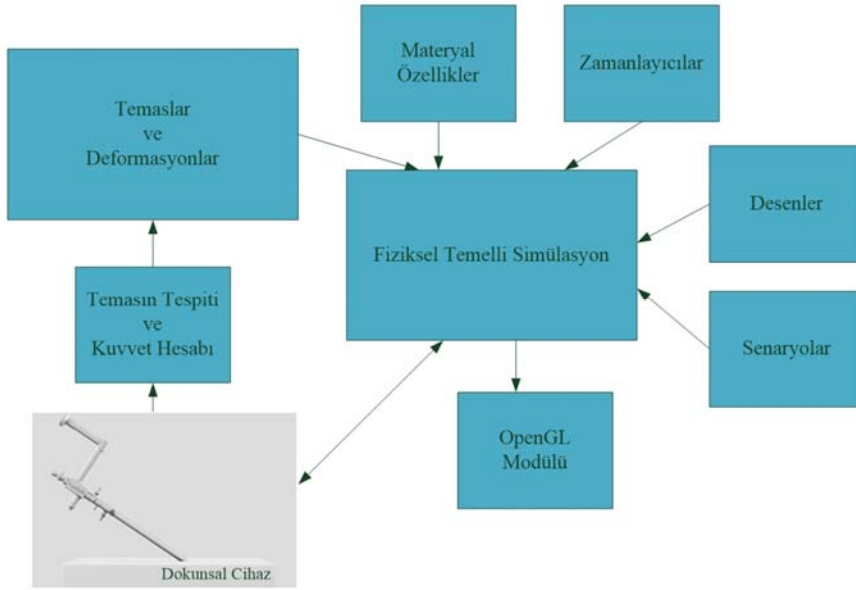 Materyal
Özellikler
Zamanlayıcılar
Temaslar
ve
Deformasyonlar
Desenler
Fiziksel Temelli Simülasyon
Temasın Tespiti
ve
Kuvvet Hesabı
Senaryolar
OpenGL
Modülü
Dokunsal Cihaz